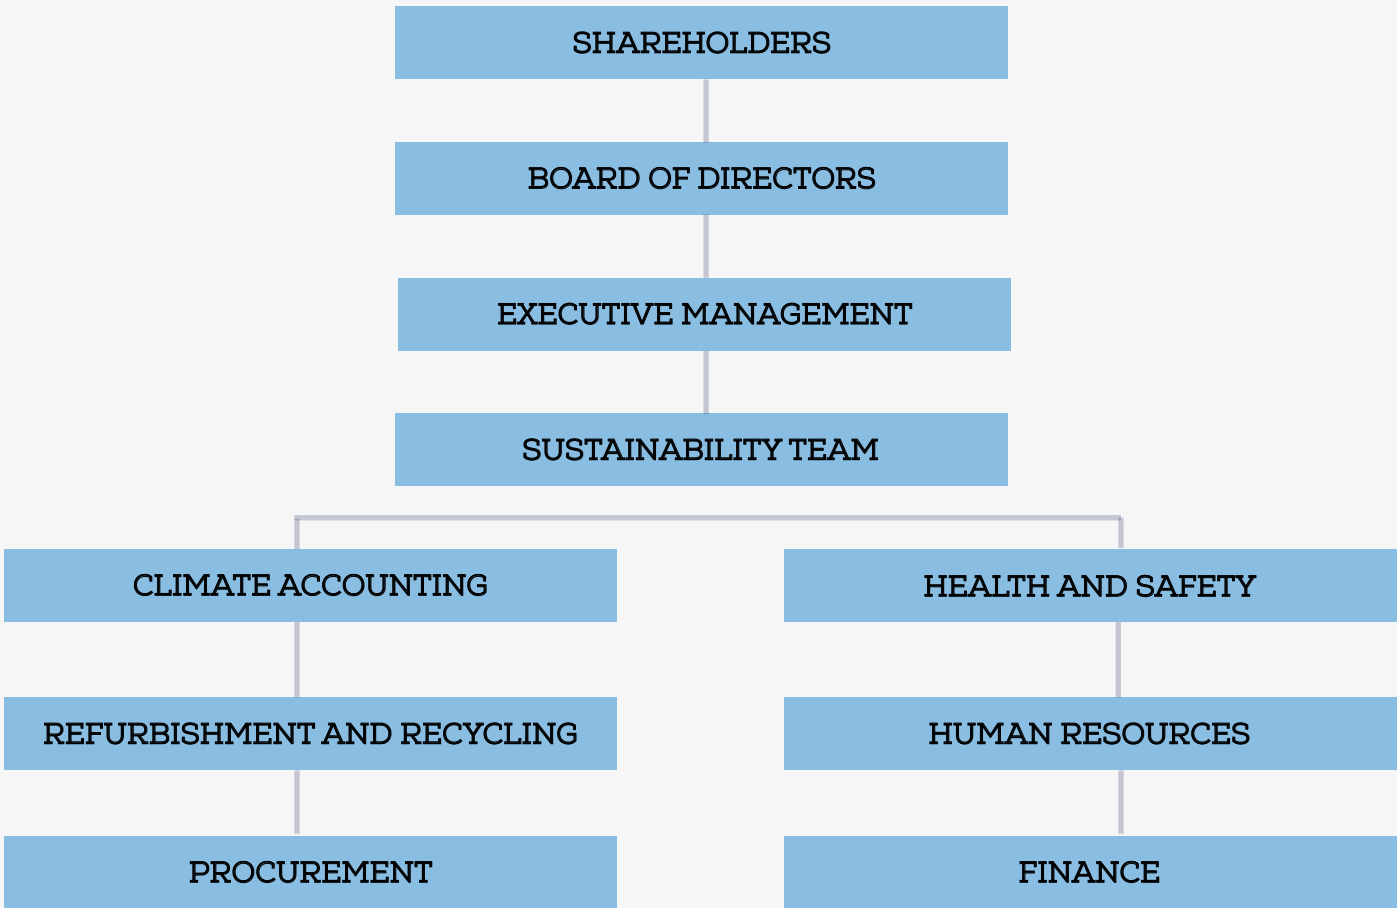 SHAREHOLDERS
BOARD OF DIRECTORS
EXECUTIVE MANAGEMENT
SUSTAINABILITY TEAM
CLIMATE ACCOUNTING
HEALTH AND SAFETY
REFURBISHMENT AND RECYCLING
HUMAN RESOURCES
PROCUREMENT
FINANCE